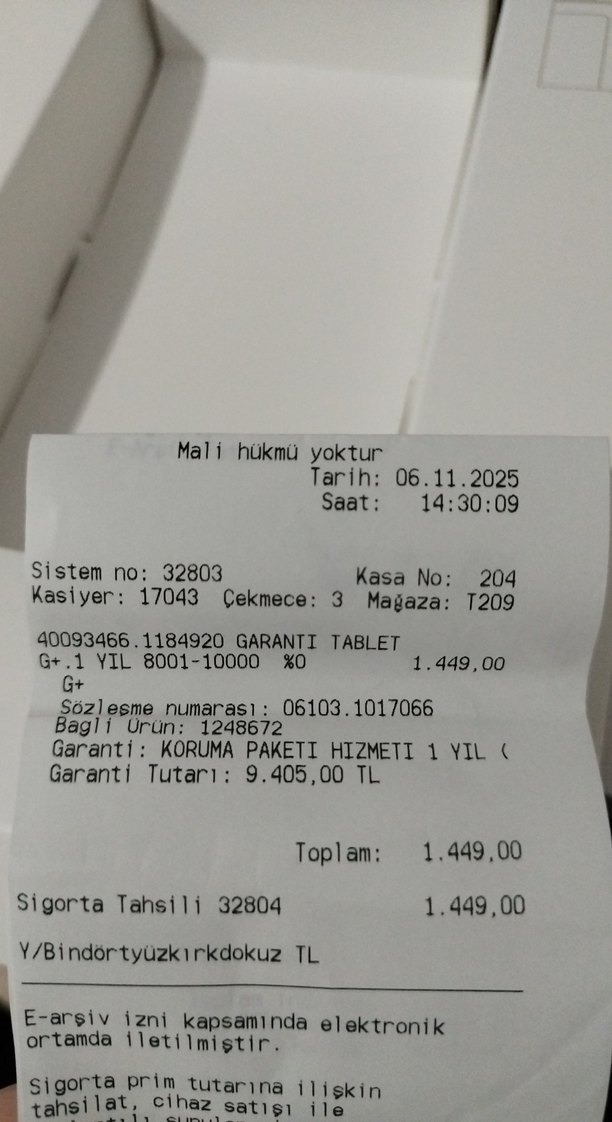 Mali hükmü yoktur
Tarih: 06.11.2025
Saat: 14:30:09
Sistem no: 32803 Kasa No: 204
Kasiyer: 17043 Çekmece: 3 Mağaza: T209
40093466.1184920 GARANTI TABLET
G+.1 YIL 8001-10000 %0 1.449,00
G+
Sözleşme numarası: 06103.1017066
Bagli Ürün: 1248672
Garanti: KORUMA PAKETI HIZMETI 1 YIL (
Garanti Tutarı: 9.405,00 TL
Toplam: 1.449,00
Sigorta Tahsili 32804 1.449,00
Y/Bindörtyüzkırkdokuz TL
E-arşiv izni kapsamında elektronik
ortamda iletilmiştir.
Sigorta prim tutarına ilişkin
tahsilat, cihaz satışı ile